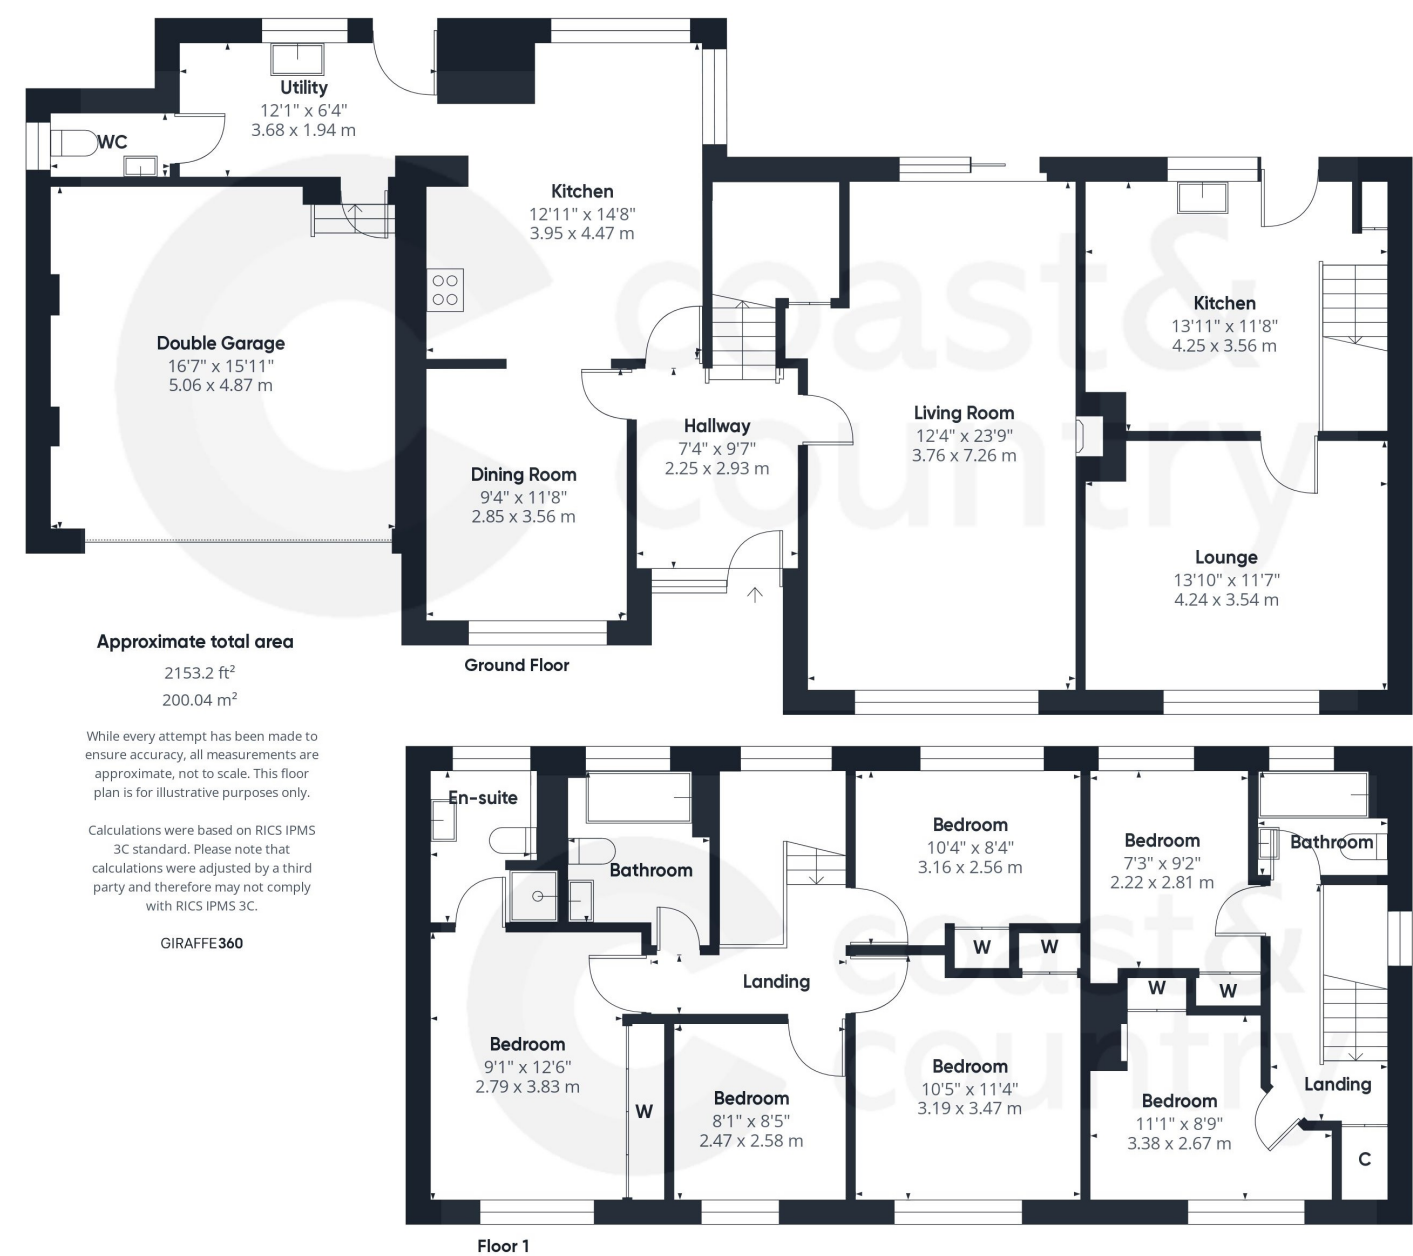 Utility
12'1" x 6'4"
3.68 x 1.94 m
WC
Kitchen
12'11" x 14'8"
3.95 x 4.47 m
Double Garage
16'7" x 15'11"
5.06 x 4.87 m
Dining Room
9'4" x 11'8"
2.85 x 3.56 m
Hallway
7'4" x 9'7"
2.25 x 2.93 m
Living Room
12'4" x 23'9"
3.76 x 7.26 m
Kitchen
13'11" x 11'8"
4.25 x 3.56 m
Lounge
13'10" x 11'7"
4.24 x 3.54 m
coast&
country
Ground Floor
Approximate total area
2153.2 ft²
200.04 m²
While every attempt has been made to
ensure accuracy, all measurements are
approximate, not to scale. This floor
plan is for illustrative purposes only.
Calculations were based on RICS IPMS
3C standard. Please note that
calculations were adjusted by a third
party and therefore may not comply
with RICS IPMS 3C.
GIRAFFE360
En-suite
Bathroom
Landing
Bedroom
10'4" x 8'4"
3.16 x 2.56 m
W
W
Bedroom
7'3" x 9'2"
2.22 x 2.81 m
Bathroom
W
W
Bedroom
9'1" x 12'6"
2.79 x 3.83 m
W
Bedroom
8'1" x 8'5"
2.47 x 2.58 m
Bedroom
10'5" x 11'4"
3.19 x 3.47 m
Bedroom
11'1" x 8'9"
3.38 x 2.67 m
Landing
C
coast&
country
Floor 1